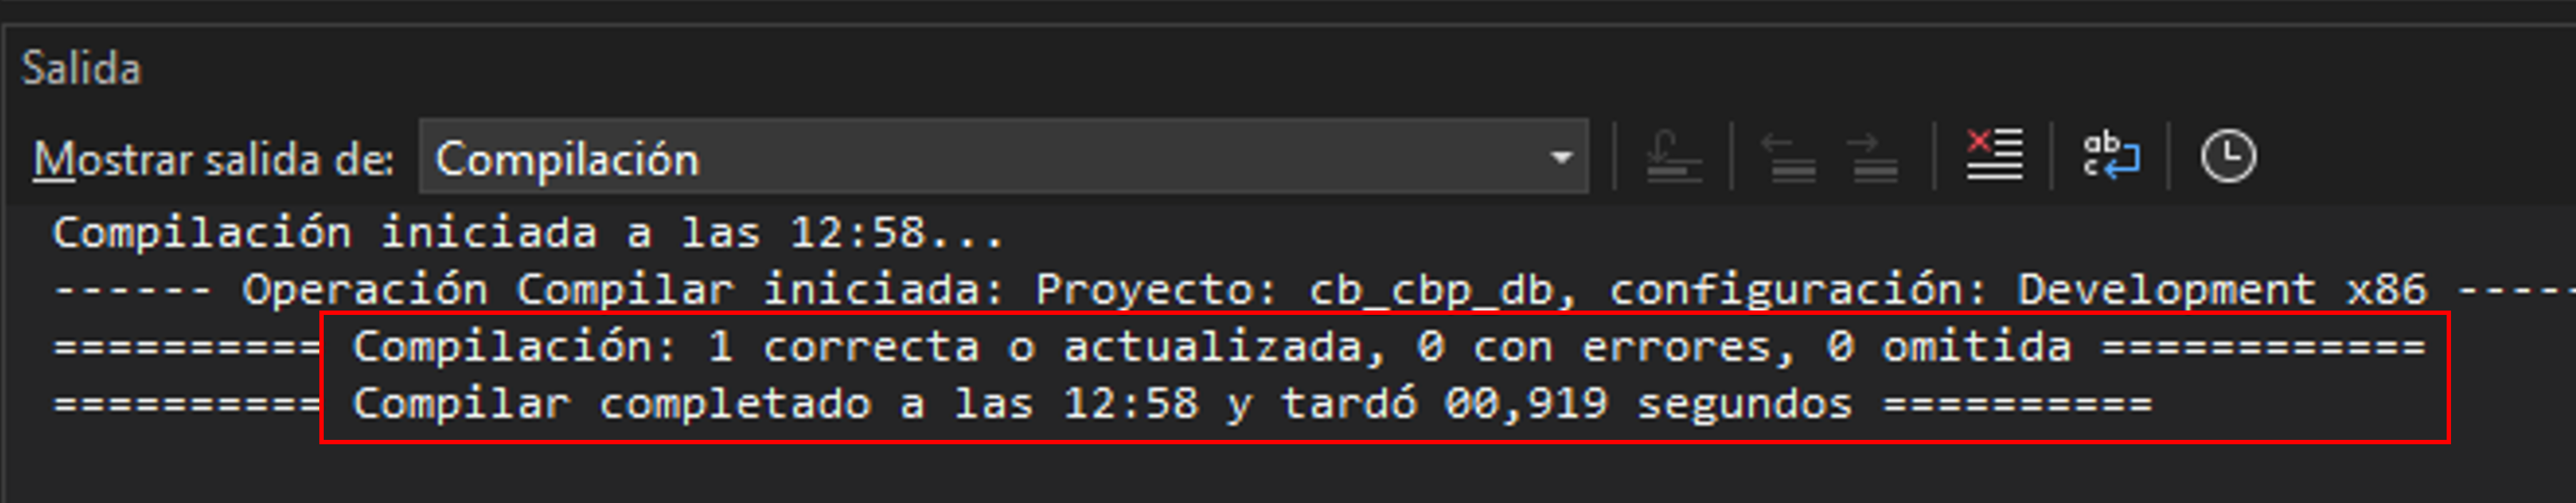 Salida
Mostrar salida de: Compilación
Compilación iniciada a las 12:58...
------ Operación Compilar iniciada: Proyecto: cb_cbp_db, configuración: Development x86 -----
========== Compilación: 1 correcta o actualizada, 0 con errores, 0 omitida ============
========== Compilar completado a las 12:58 y tardó 00,919 segundos ==========